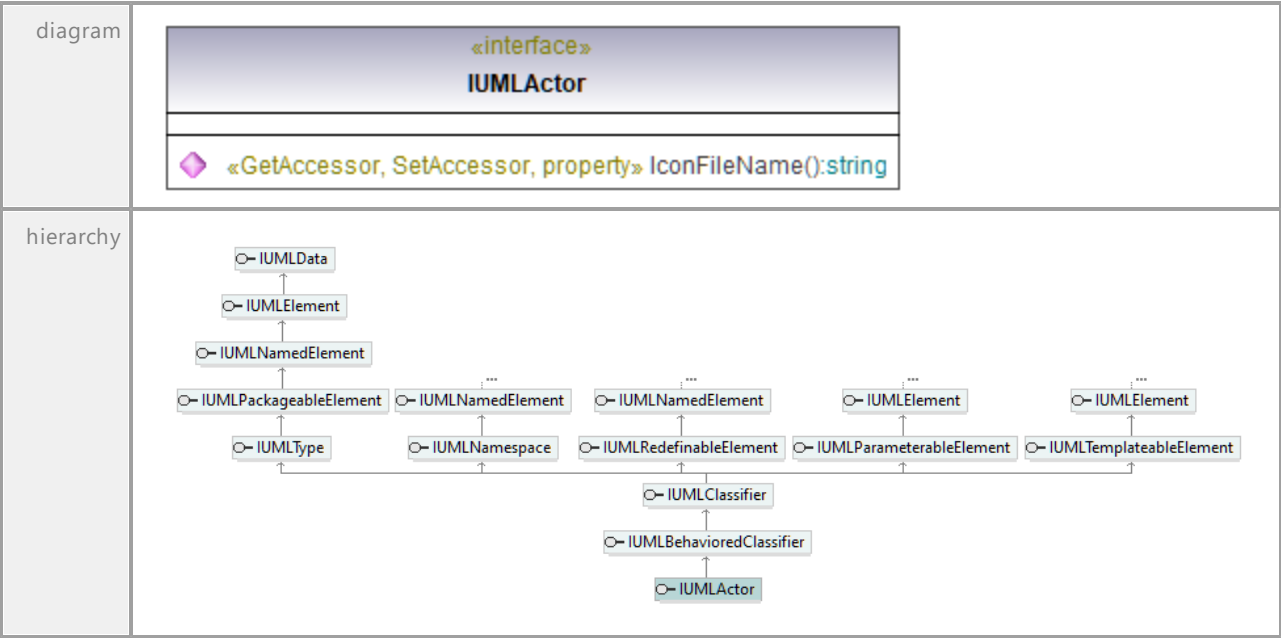 diagram
«interface»
IUMLActor
«GetAccessor, SetAccessor, property» IconFileName():string
hierarchy
IUMLData
IUMLElement
IUMLNamedElement
... ... ... ...
IUMLPackageableElement IUMLNamedElement IUMLNamedElement IUMLElement IUMLElement
IUMLType IUMLNamespace IUMLRedefinableElement IUMLParameterableElement IUMLTemplateableElement
IUMLClassifier
IUMLBehavioredClassifier
IUMLActor